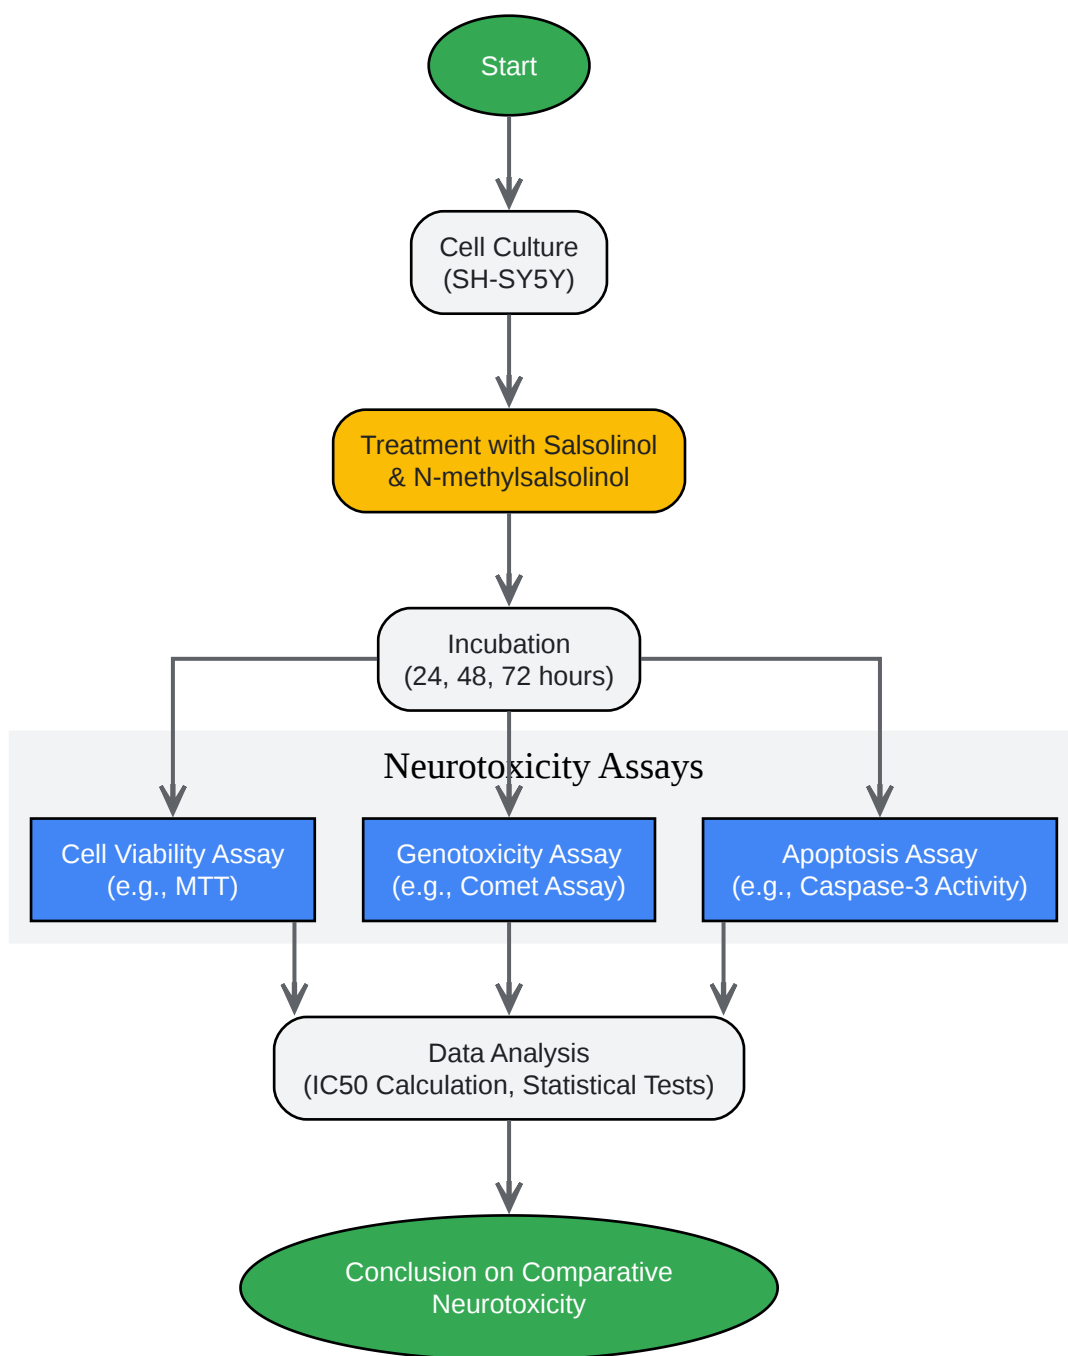 Start
Cell Culture
(SH-SY5Y)
Treatment with Salsolinol
& N-methylsalsolinol
Incubation
(24, 48, 72 hours)
Neurotoxicity Assays
Cell Viability Assay
(e.g., MTT)
Genotoxicity Assay
(e.g., Comet Assay)
Apoptosis Assay
(e.g., Caspase-3 Activity)
Data Analysis
(IC50 Calculation, Statistical Tests)
Conclusion on Comparative
Neurotoxicity